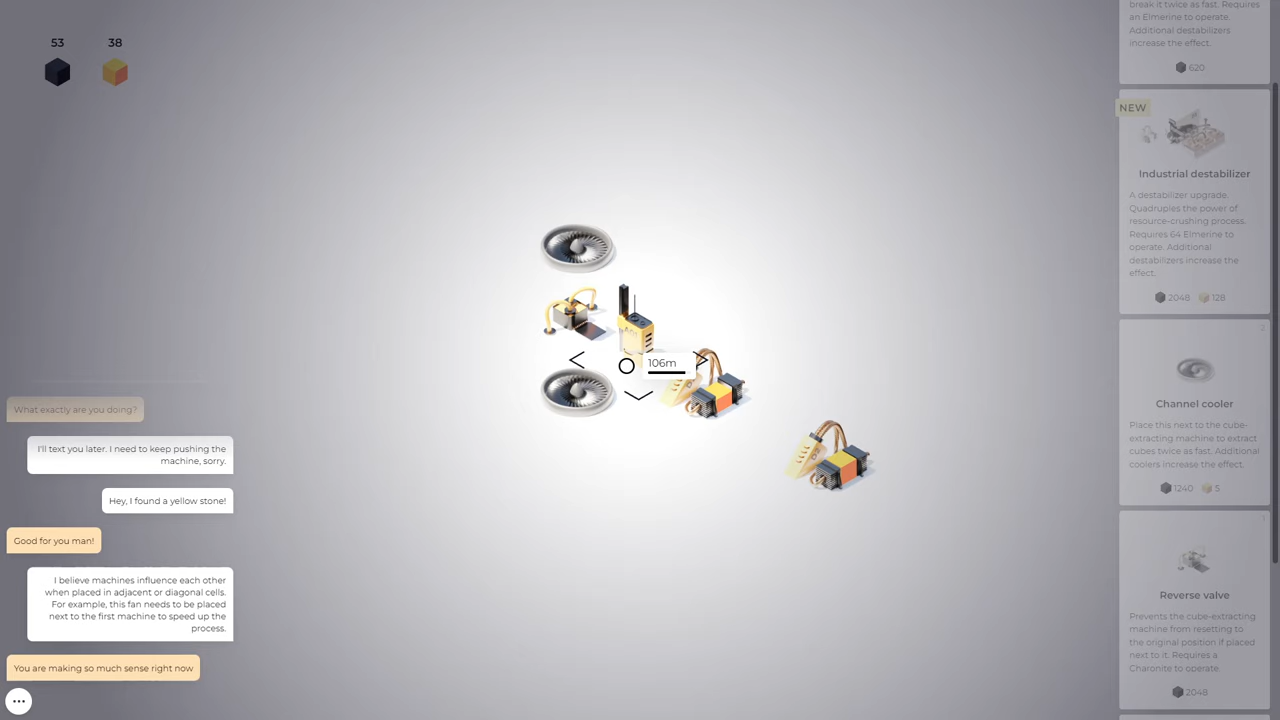 53
38
break it twice as fast. Requires
an Elmerine to operate.
Additional destabilizers
increase the effect.
620
NEW
Industrial destabilizer
A destabilizer upgrade.
Quadruples the power of
resource-crushing process.
Requires 64 Elmerine to
operate. Additional
destabilizers increase the
effect.
2048
128
2
Channel cooler
Place this next to the cube-
extracting machine to extract
cubes twice as fast. Additional
coolers increase the effect.
1240
5
1
Reverse valve
Prevents the cube-extracting
machine from resetting to
the original position if placed
next to it. Requires a
Charonite to operate.
2048
106m
What exactly are you doing?
I'll text you later. I need to keep pushing the
machine, sorry.
Hey, I found a yellow stone!
Good for you man!
I believe machines influence each other
when placed in adjacent or diagonal cells.
For example, this fan needs to be placed
next to the first machine to speed up the
process.
You are making so much sense right now